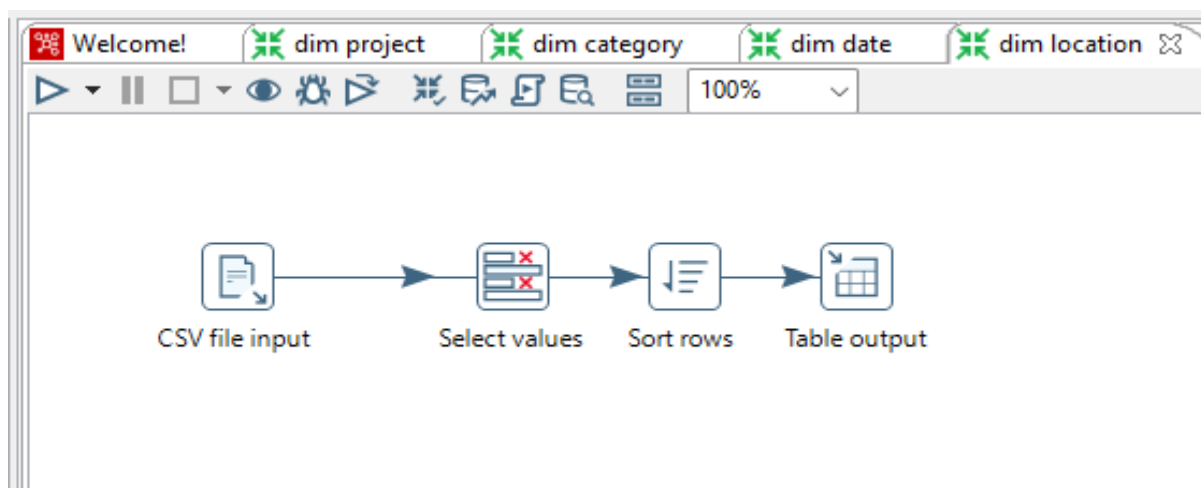 Welcome! dim project dim category dim date dim location
100%
CSV file input Select values Sort rows Table output